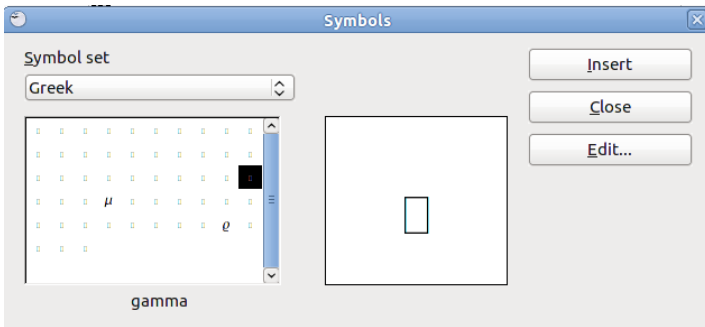 Symbols
Symbol set
Greek
μ
ϱ
gamma
Insert
Close
Edit...